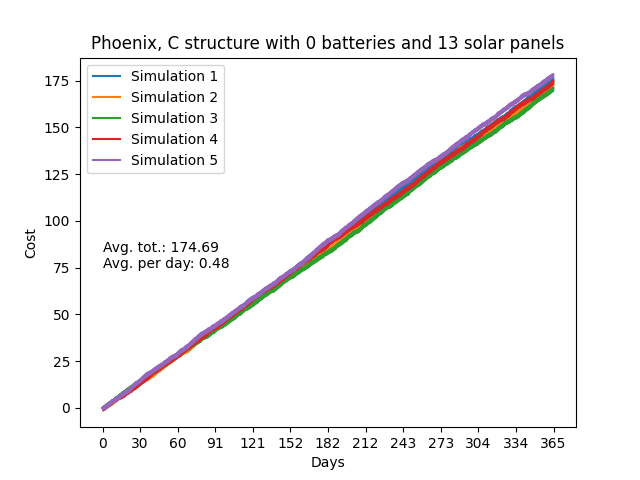 Phoenix, C structure with 0 batteries and 13 solar panels
Simulation 1
Simulation 2
Simulation 3
Simulation 4
Simulation 5
Avg. tot.: 174.69
Avg. per day: 0.48
Cost
175
150
125
100
75
50
25
0
0 30 60 91 121 152 182 212 243 273 304 334 365
Days